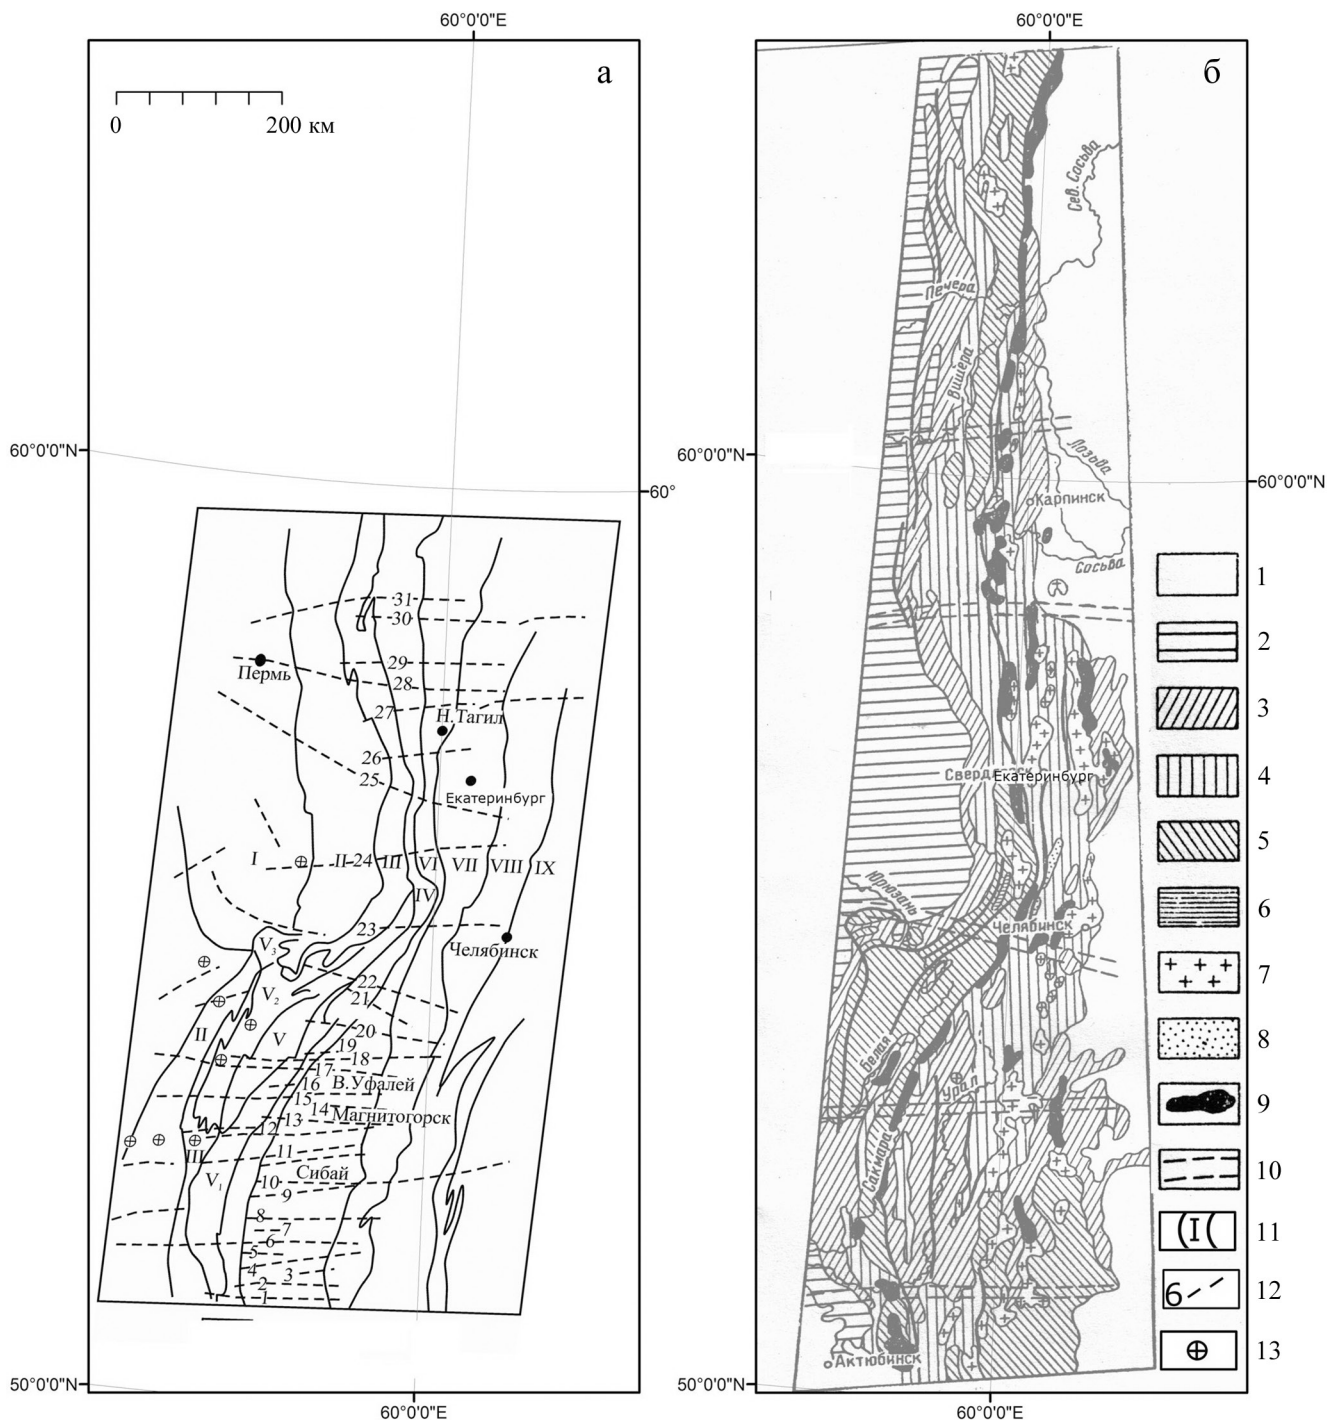 60°0'0"E
60°0'0"E
а
б
0
200 км
60°0'0"N
60°
60°0'0"N
60°0'0"N
31
30
29
28
27
26
25
Пермь
Н.Тагил
Екатеринбург
I
II
24
III
VI
VII
VIII
IX
IV
23
Челябинск
V3
V2
V
II
22
21
20
19
18
17
16
В.Уфалей
15
14
Магнитогорск
13
12
11
III
V1
10
Сибай
9
8
7
6
5
4
3
2
1
50°0'0"N
60°0'0"E
Сев. Сосьва
Печера
Вишера
Лозьва
Карпинск
Сосьва
Екатеринбург
Юрюзань
Челябинск
Белая
Урал
Сакмара
Актюбинск
50°0'0"N
60°0'0"E
1
2
3
4
5
6
7
8
9
10
(I(
11
6
12
13